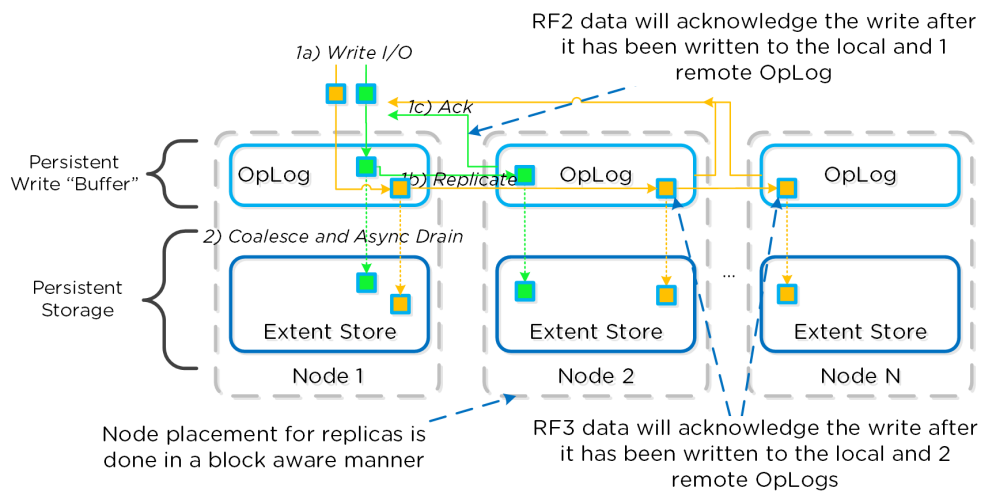 RF2 data will acknowledge the write after
it has been written to the local and 1
remote OpLog
1a) Write I/O
1c) Ack
Persistent
Write “Buffer”
OpLog
1b) Replicate
OpLog
OpLog
2) Coalesce and Async Drain
Persistent
Storage
...
Extent Store
Extent Store
Extent Store
Node 1
Node 2
Node N
Node placement for replicas is
done in a block aware manner
RF3 data will acknowledge the write after
it has been written to the local and 2
remote OpLogs